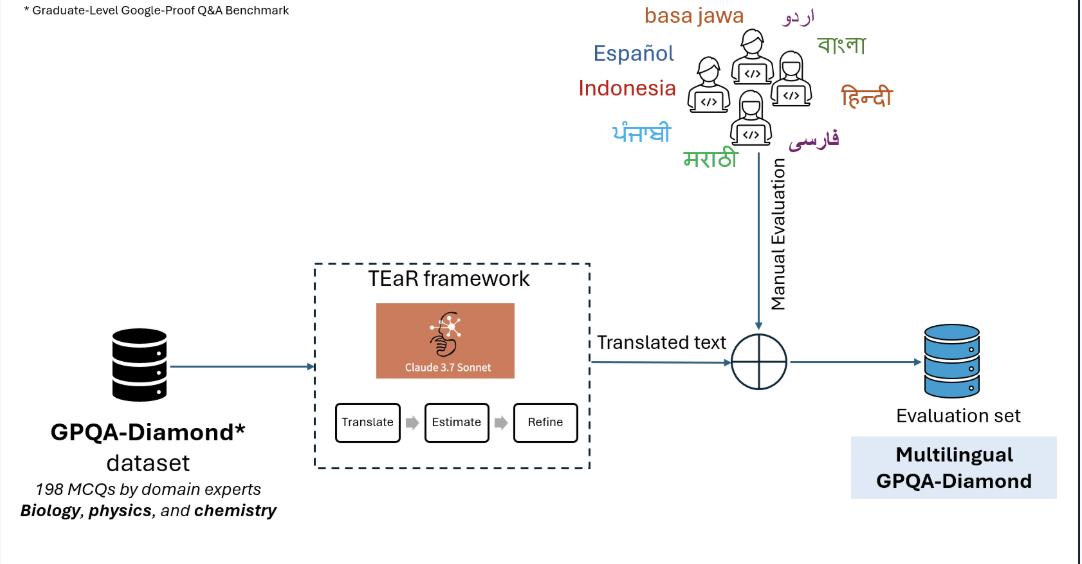 * Graduate-Level Google-Proof Q&A Benchmark
basa jawa
اردو
Español
বাংলা
Indonesia
हिन्दी
ਪੰਜਾਬੀ
فارسی
मराठी
</>
</>
</>
</>
Manual Evaluation
TEaR framework
Claude 3.7 Sonnet
Translate
Estimate
Refine
Translated text
GPQA-Diamond*
dataset
198 MCQs by domain experts
Biology, physics, and chemistry
Evaluation set
Multilingual
GPQA-Diamond